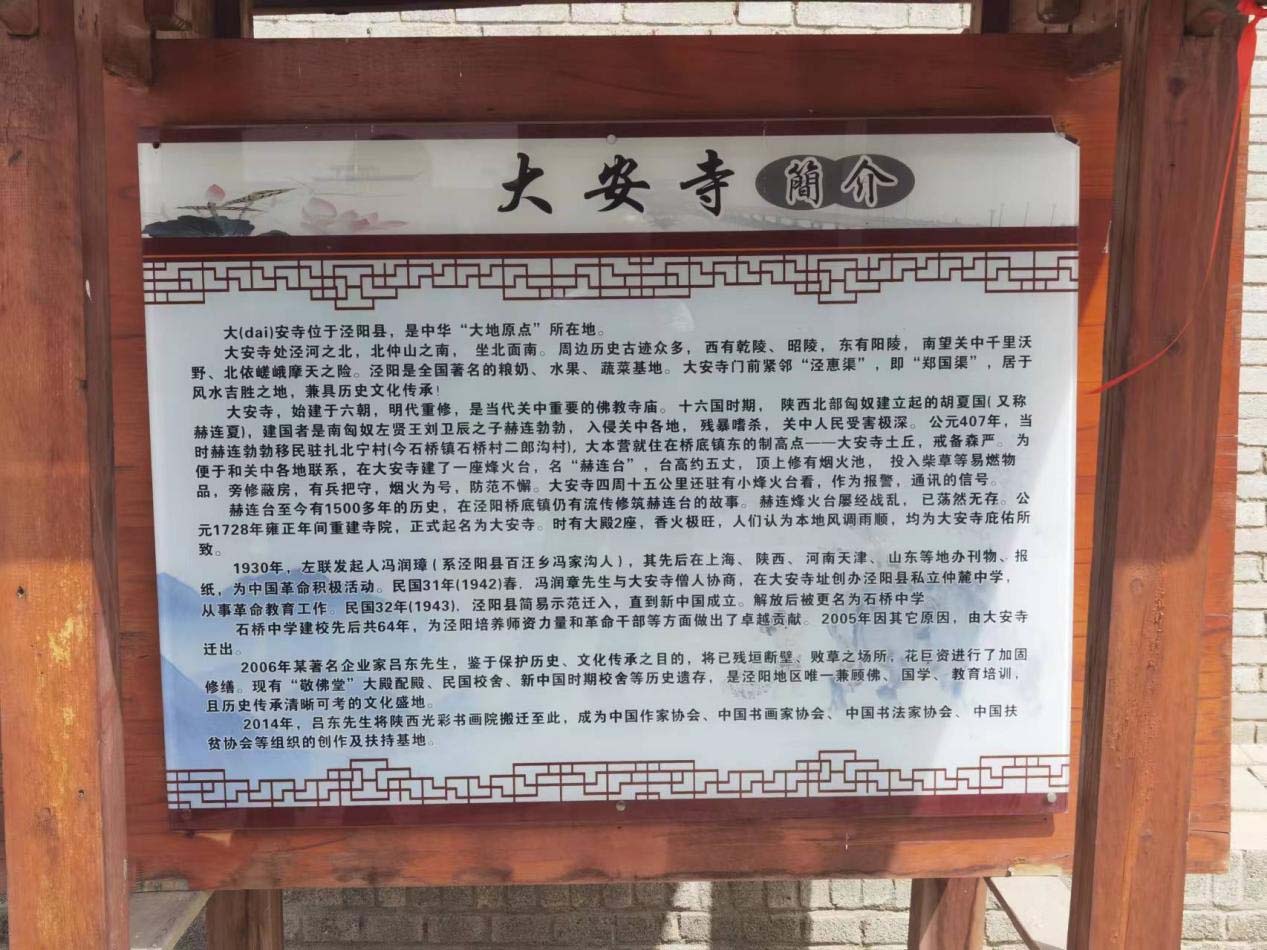 大安寺 簡介
大(dai)安寺位于泾阳县，是中华“大地原点”所在地。
大安寺处泾河之北，北仲山之南，坐北面南。周边历史古迹众多，西有乾陵、昭陵，东有阳陵，南望关中千里沃
野、北依嵯峨摩天之险。泾阳是全国著名的粮奶、水果、蔬菜基地。大安寺门前紧邻“泾惠渠”，即“郑国渠”，居于
风水吉胜之地，兼具历史文化传承！
大安寺，始建于六朝，明代重修，是当代关中重要的佛教寺庙。十六国时期，陕西北部匈奴建立起的胡夏国(又称
赫连夏)，建国者是南匈奴左贤王刘卫辰之子赫连勃勃，入侵关中各地，残暴嗜杀，关中人民受害极深。公元407年，当
时赫连勃勃移民驻扎北宁村(今石桥镇石桥村二郎沟村)，大本营就住在桥底镇东的制高点——大安寺土丘，戒备森严。为
便于和关中各地联系，在大安寺建了一座烽火台，名“赫连台”，台高约五丈，顶上修有烟火池，投入柴草等易燃物
品，旁修蔽房，有兵把守，烟火为号，防范不懈。大安寺四周十五公里还驻有小烽火台看，作为报警，通讯的信号。
赫连台至今有1500多年的历史，在泾阳桥底镇仍有流传修筑赫连台的故事。赫连烽火台屡经战乱，已荡然无存。公
元1728年雍正年间重建寺院，正式起名为大安寺。时有大殿2座，香火极旺，人们认为本地风调雨顺，均为大安寺庇佑所
致。
1930年，左联发起人冯润璋(系泾阳县百汪乡冯家沟人)，其先后在上海、陕西、河南天津、山东等地办刊物、报
纸，为中国革命积极活动。民国31年(1942)春．冯润章先生与大安寺僧人协商，在大安寺址创办泾阳县私立仲麓中学，
从事革命教育工作。民国32年(1943)．泾阳县简易示范迁入，直到新中国成立。解放后被更名为石桥中学
石桥中学建校先后共64年，为泾阳培养师资力量和革命干部等方面做出了卓越贡献。2005年因其它原因，由大安寺
迁出。
2006年某著名企业家吕东先生，鉴于保护历史、文化传承之目的，将已残垣断壁、败草之场所，花巨资进行了加固
修缮。现有“敬佛堂”大殿配殿、民国校舍、新中国时期校舍等历史遗存，是泾阳地区唯一兼顾佛、国学、教育培训，
且历史传承清晰可考的文化盛地。
2014年，吕东先生将陕西光彩书画院搬迁至此，成为中国作家协会、中国书画家协会、中国书法家协会、中国扶
贫协会等组织的创作及扶持基地。